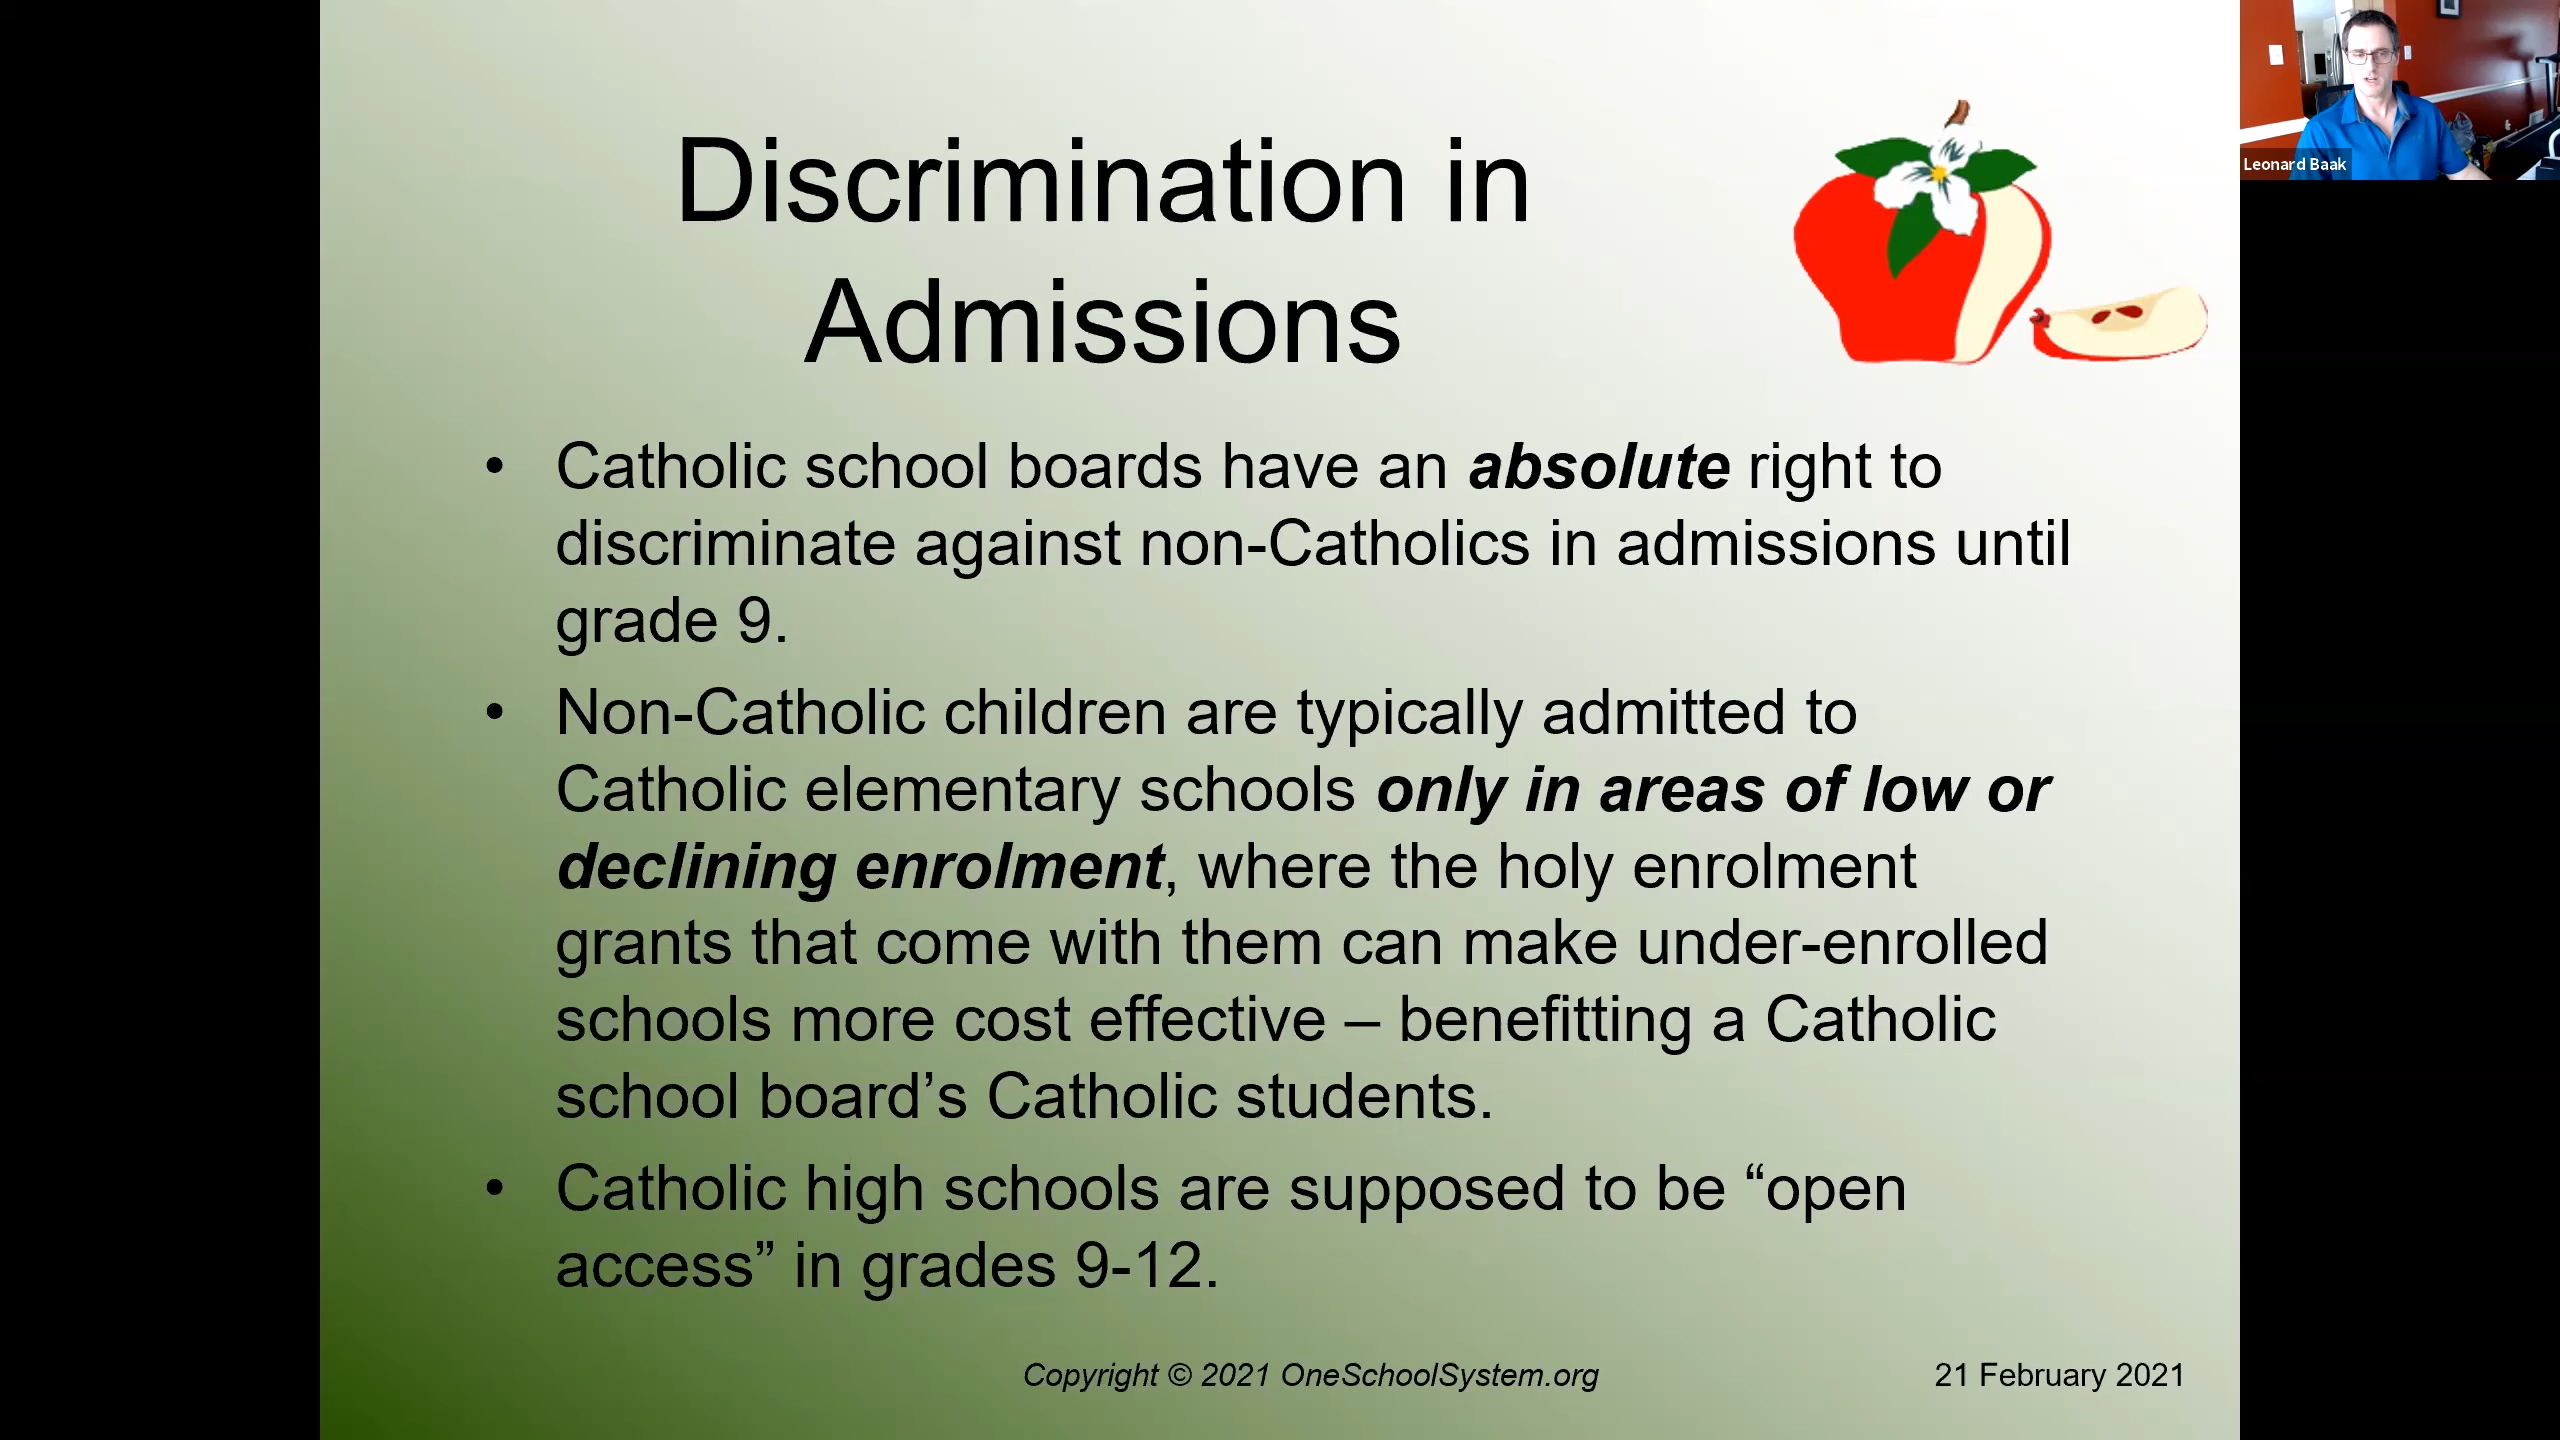 Discrimination in
Admissions
• Catholic school boards have an absolute right to
discriminate against non-Catholics in admissions until
grade 9.
• Non-Catholic children are typically admitted to
Catholic elementary schools only in areas of low or
declining enrolment, where the holy enrolment
grants that come with them can make under-enrolled
schools more cost effective – benefitting a Catholic
school board’s Catholic students.
• Catholic high schools are supposed to be “open
access” in grades 9-12.
Copyright © 2021 OneSchoolSystem.org
21 February 2021
Leonard Baak